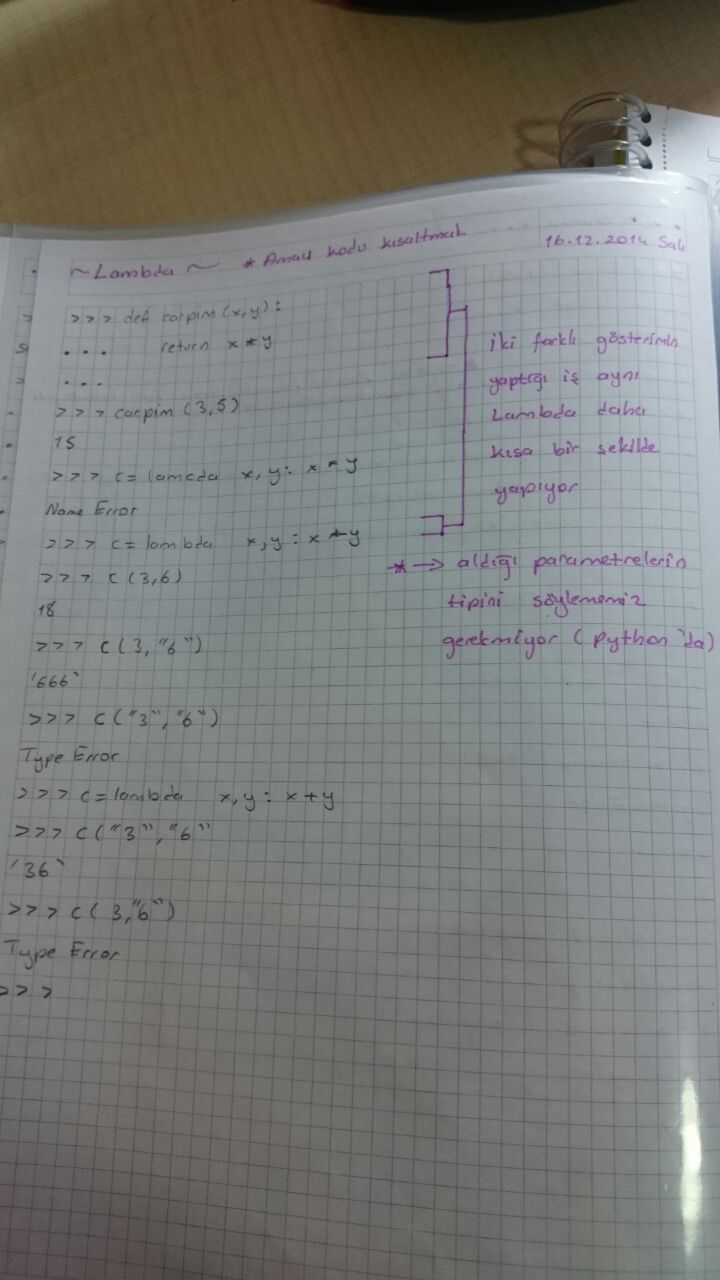 ~Lambda~ * Amaç kodu kısaltmak
16.12.2014 Salı
>>> def carpim(x,y):
... return x*y
...
>>> carpim(3,5)
15
>>> c= lamcda x,y: x*y
Name Error
>>> c= lambda x,y: x*y
>>> c(3,6)
18
>>> c(3,"6")
'666'
>>> c("3","6")
Type Error
>>> c= lambda x,y: x+y
>>> c("3","6"
'36'
>>> c(3,"6")
Type Error
>>>
iki farklı gösterimin
yaptığı iş aynı
Lambda daha
kısa bir şekilde
yapıyor
* → aldığı parametrelerin
tipini söylememiz
gerekmiyor (Python'da)